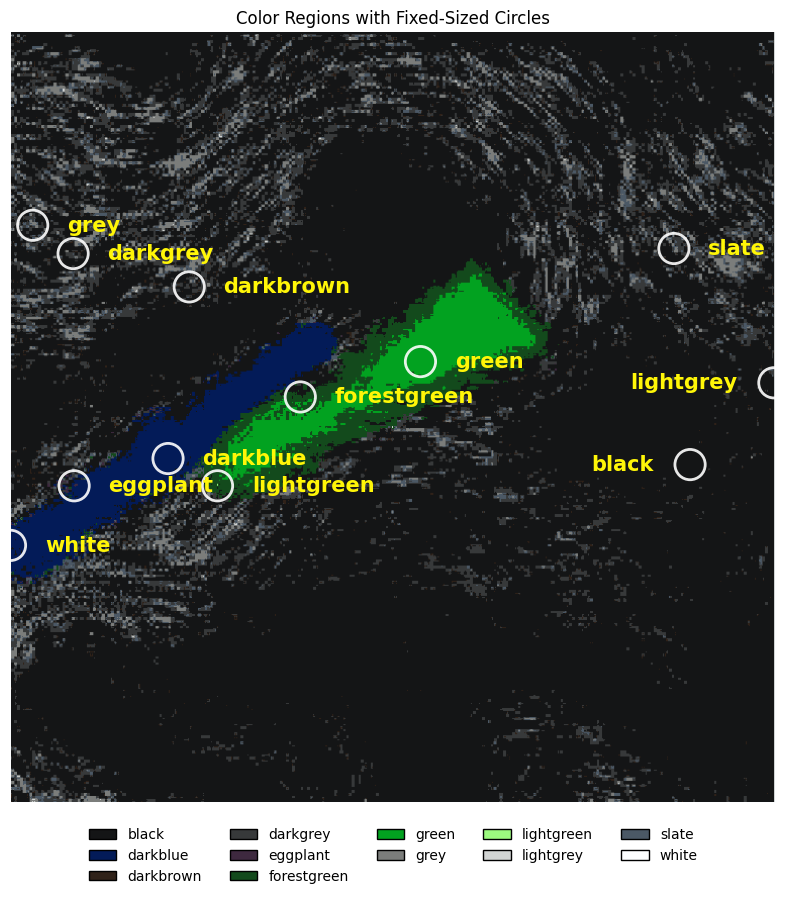 Color Regions with Fixed-Sized Circles
grey
darkgrey
slate
darkbrown
green
lightgrey
forestgreen
darkblue
black
eggplant
lightgreen
white
black
darkgrey
green
lightgreen
slate
darkblue
eggplant
grey
lightgrey
white
darkbrown
forestgreen